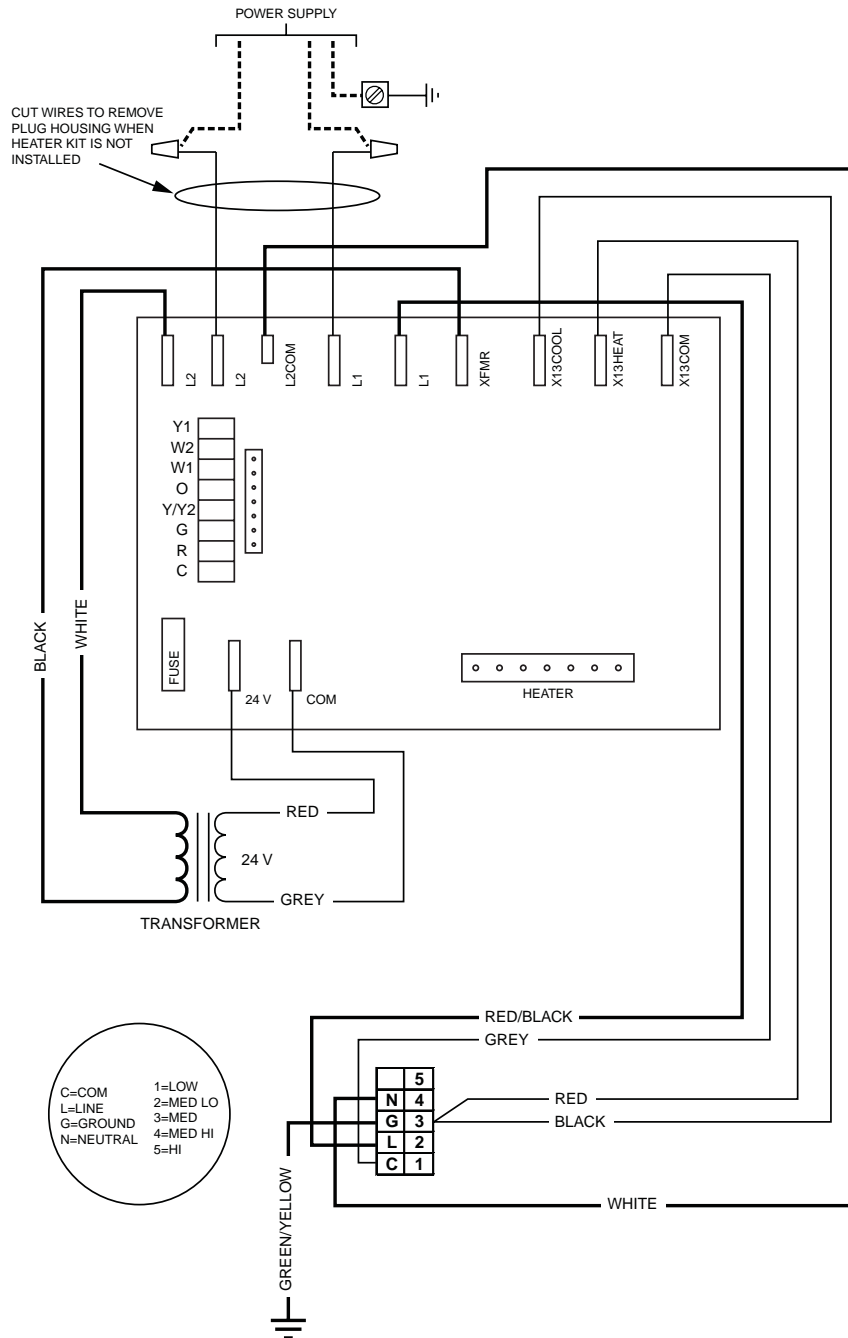 POWER SUPPLY
CUT WIRES TO REMOVE
PLUG HOUSING WHEN
HEATER KIT IS NOT
INSTALLED
L2
L2
L2COM
L1
L1
XFMR
X13COOL
X13HEAT
X13COM
Y1
W2
W1
O
Y/Y2
G
R
C
BLACK
WHITE
FUSE
24 V
COM
HEATER
RED
24 V
GREY
TRANSFORMER
RED/BLACK
GREY
C=COM
L=LINE
G=GROUND
N=NEUTRAL
1=LOW
2=MED LO
3=MED
4=MED HI
5=HI
5
N 4
G 3
L 2
C 1
RED
BLACK
WHITE
GREEN/YELLOW